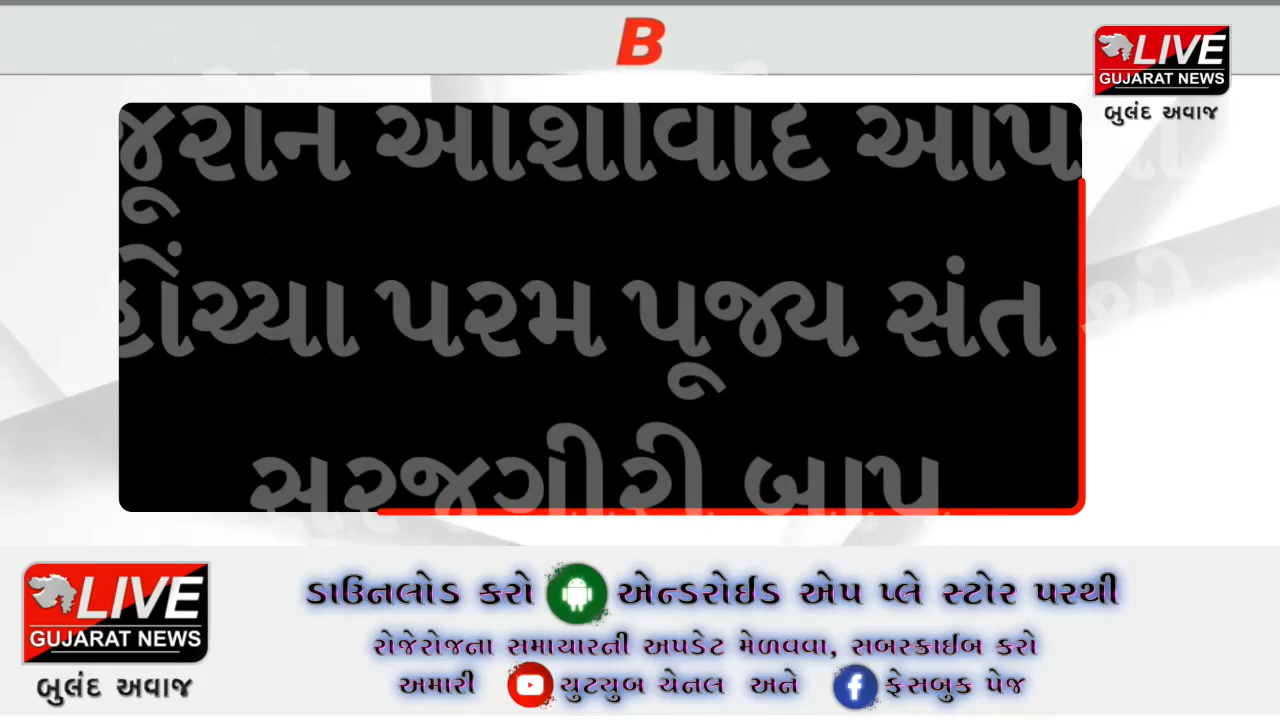 B
LIVE
GUJARAT NEWS
બુલંદ અવાજ
આશીર્વાદ
પરમ પૂજ્ય સંત શ્રી
LIVE
GUJARAT NEWS
બુલંદ અવાજ
ડાઉનલોડ કરો એન્ડરોઈડ એપ પ્લે સ્ટોર પરથી
રોજેરોજના સમાચારની અપડેટ મેળવવા, સબસ્ક્રાઈબ કરો
અમારી યુટયુબ ચેનલ અને ફેસબુક પેજ